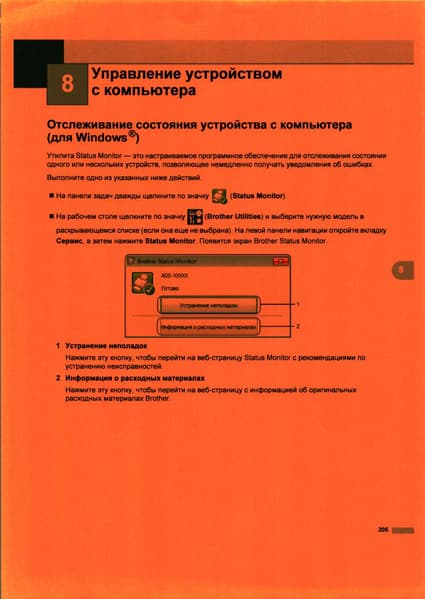 8
Управление устройством
с компьютера
Отслеживание состояния устройства с компьютера
(для Windows®)
Утилита Status Monitor — это настраиваемое программное обеспечение для отслеживания состояния
одного или нескольких устройств, позволяющее немедленно получать уведомления об ошибках.
Выполните одно из указанных ниже действий.
■ На панели задач дважды щелкните по значку (Status Monitor).
■ На рабочем столе щелкните по значку (Brother Utilities) и выберите нужную модель в
раскрывающемся списке (если она еще не выбрана). На левой панели навигации откройте вкладку
Сервис, а затем нажмите Status Monitor. Появится экран Brother Status Monitor.
Brother Status Monitor
ADS-XXXXX
Готово
Устранение неполадок
1
Информация о расходных материалах
2
8
1 Устранение неполадок
Нажмите эту кнопку, чтобы перейти на веб-страницу Status Monitor с рекомендациями по
устранению неисправностей.
2 Информация о расходных материалах
Нажмите эту кнопку, чтобы перейти на веб-страницу с информацией об оригинальных
расходных материалах Brother.
205